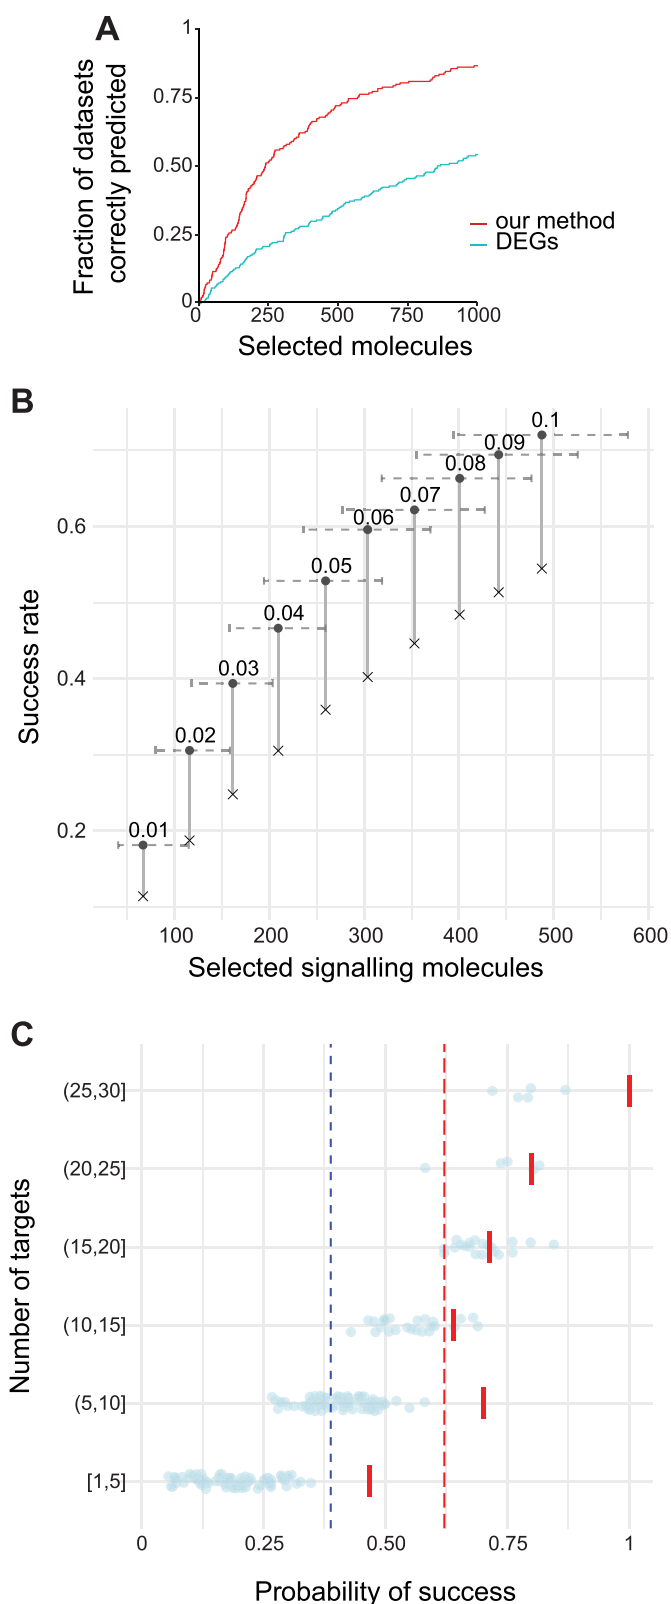 A
1
0.75
0.50
0.25
0
Fraction of datasets
correctly predicted
our method
DEGs
0 250 500 750 1000
Selected molecules
B
0.1
0.09
0.08
0.07
0.06
0.05
0.04
0.03
0.02
0.01
0.6
0.4
0.2
Success rate
100 200 300 400 500 600
Selected signalling molecules
C
(25,30]
(20,25]
(15,20]
(10,15]
(5,10]
[1,5]
Number of targets
0 0.25 0.50 0.75 1
Probability of success